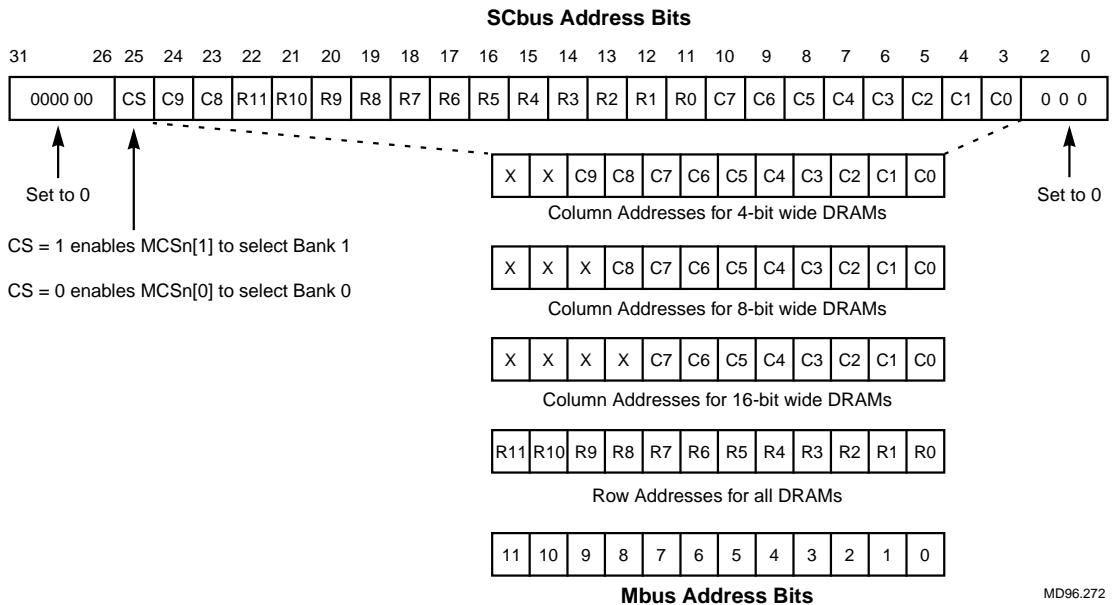 SCbus Address Bits
31 26 25 24 23 22 21 20 19 18 17 16 15 14 13 12 11 10 9 8 7 6 5 4 3 2 0
0000 00 CS C9 C8 R11 R10 R9 R8 R7 R6 R5 R4 R3 R2 R1 R0 C7 C6 C5 C4 C3 C2 C1 C0 0 0 0
Set to 0
Set to 0
CS = 1 enables MCSn[1] to select Bank 1
CS = 0 enables MCSn[0] to select Bank 0
X X C9 C8 C7 C6 C5 C4 C3 C2 C1 C0
Column Addresses for 4-bit wide DRAMs
X X X C8 C7 C6 C5 C4 C3 C2 C1 C0
Column Addresses for 8-bit wide DRAMs
X X X X C7 C6 C5 C4 C3 C2 C1 C0
Column Addresses for 16-bit wide DRAMs
R11 R10 R9 R8 R7 R6 R5 R4 R3 R2 R1 R0
Row Addresses for all DRAMs
11 10 9 8 7 6 5 4 3 2 1 0
Mbus Address Bits
MD96.272